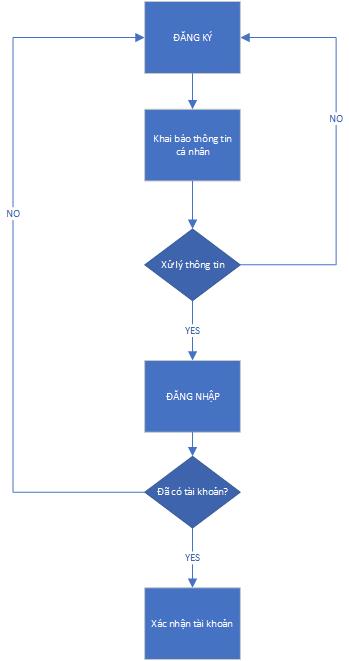 ĐĂNG KÝ
NO
Khai báo thông tin
cá nhân
NO
Xử lý thông tin
YES
ĐĂNG NHẬP
Đã có tài khoản?
YES
Xác nhận tài khoản